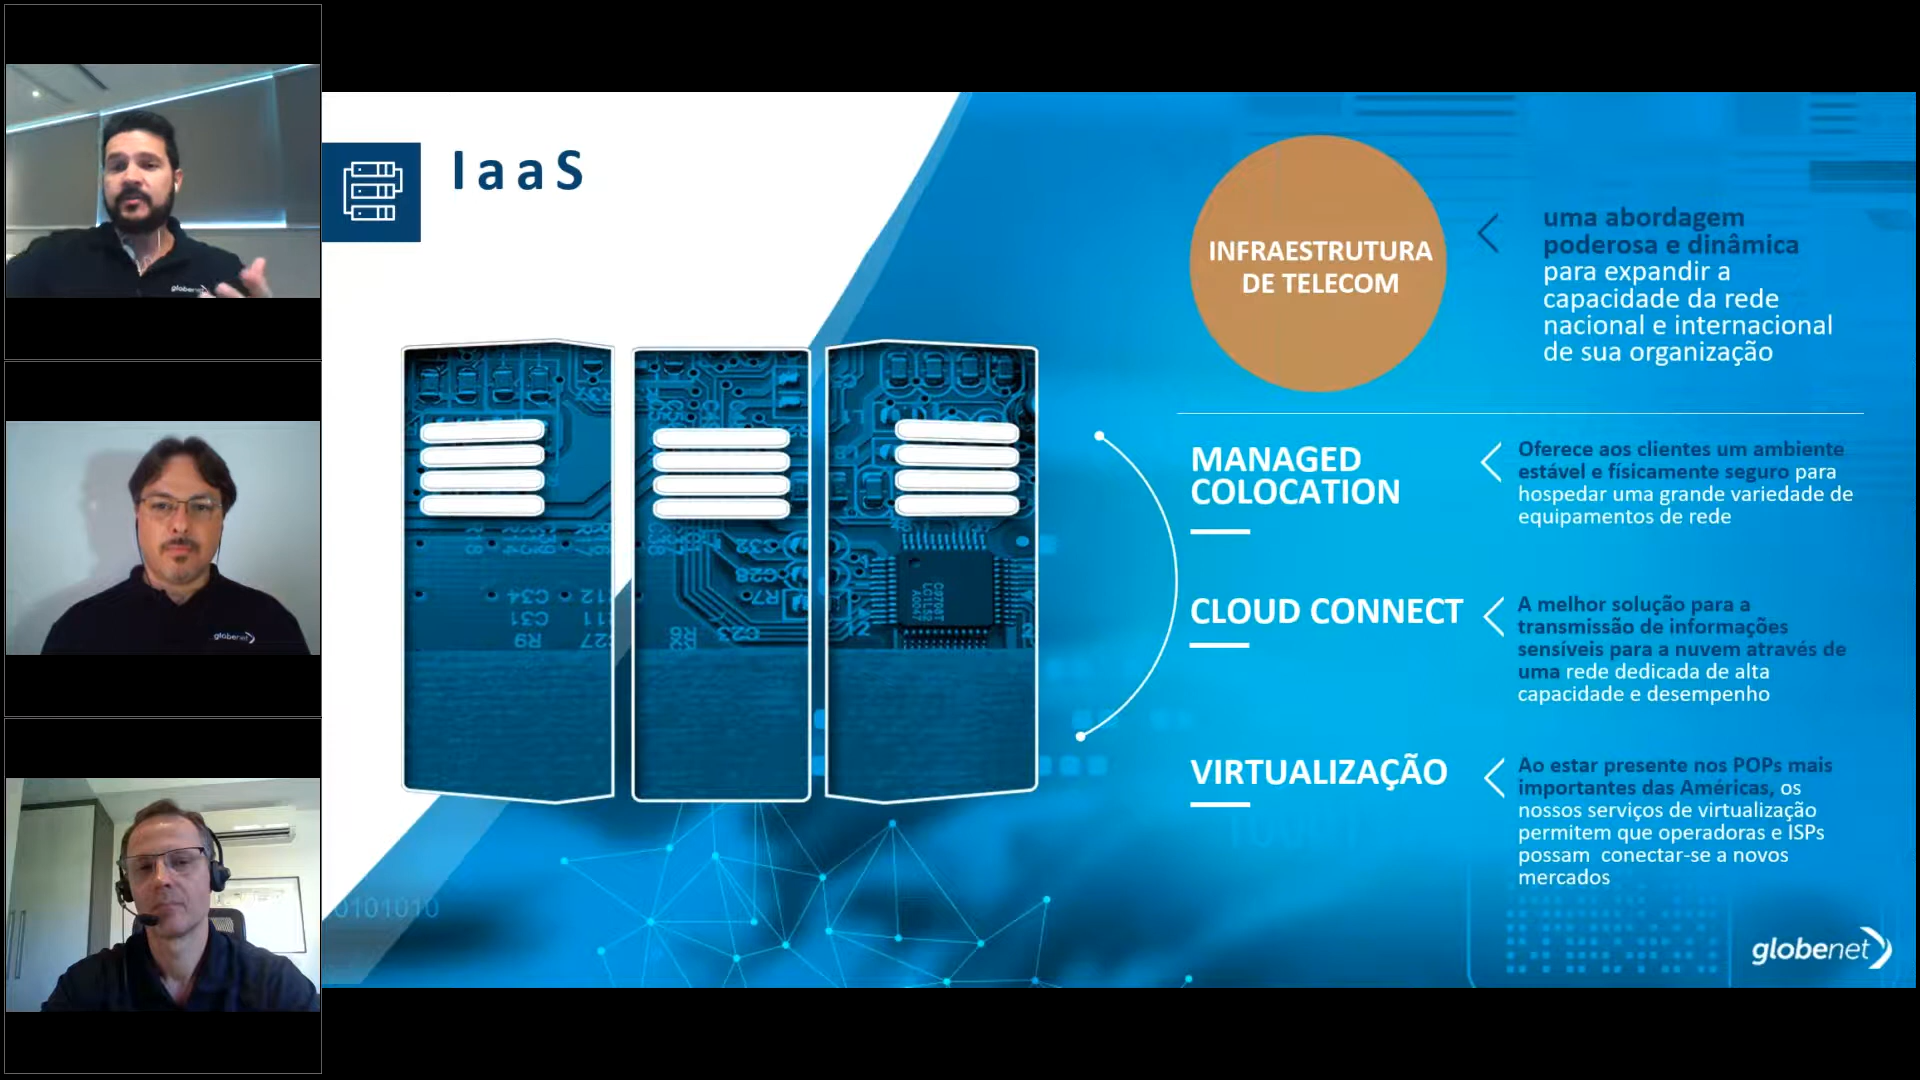 IaaS
INFRAESTRUTURA
DE TELECOM
uma abordagem
poderosa e dinâmica
para expandir a
capacidade da rede
nacional e internacional
de sua organização
MANAGED
COLOCATION
Oferece aos clientes um ambiente
estável e físicamente seguro para
hospedar uma grande variedade de
equipamentos de rede
CLOUD CONNECT
A melhor solução para a
transmissão de informações
sensíveis para a nuvem através de
uma rede dedicada de alta
capacidade e desempenho
VIRTUALIZAÇÃO
Ao estar presente nos POPs mais
importantes das Américas, os
nossos serviços de virtualização
permitem que operadoras e ISPs
possam conectar-se a novos
mercados
globenet
globenet
globenet
0101010